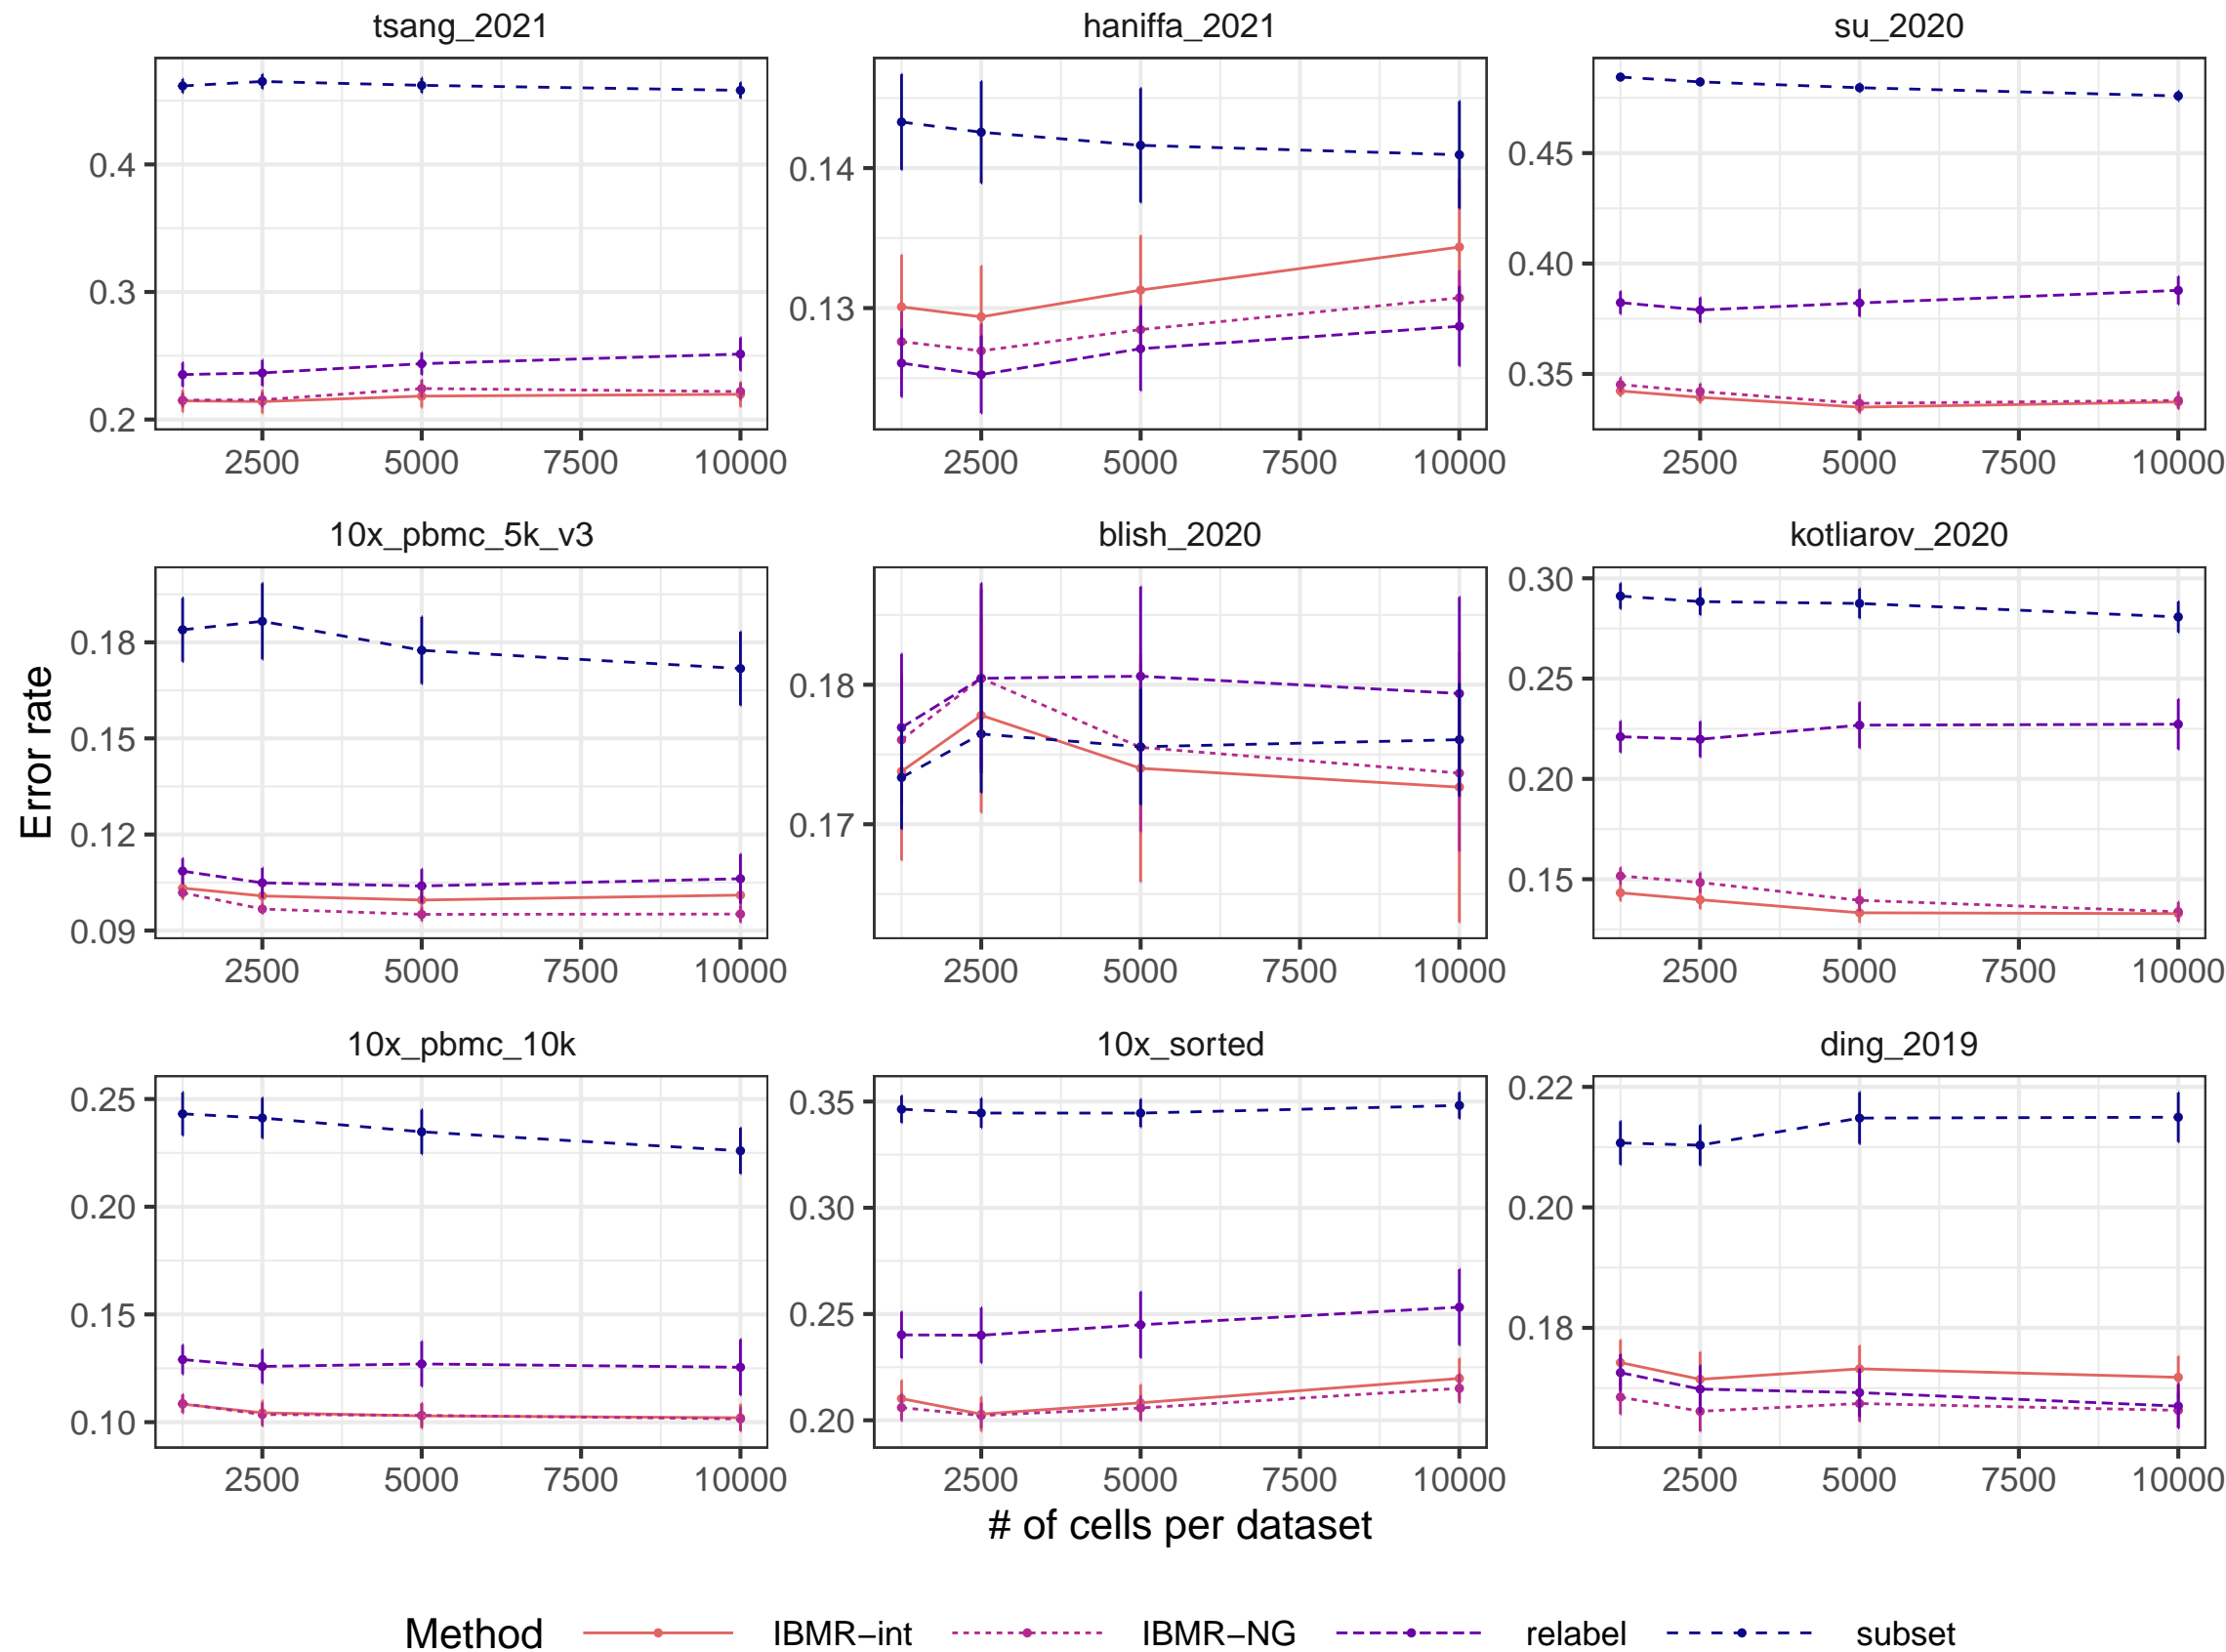 tsang_2021 haniffa_2021 su_2020
0.4 0.3 0.2
0.14 0.13
0.45 0.40 0.35
2500 5000 7500 10000 2500 5000 7500 10000 2500 5000 7500 10000
10x_pbmc_5k_v3 blish_2020 kotliarov_2020
0.18 0.15 0.12 0.09
0.18 0.17
0.30 0.25 0.20 0.15
2500 5000 7500 10000 2500 5000 7500 10000 2500 5000 7500 10000
10x_pbmc_10k 10x_sorted ding_2019
0.25 0.20 0.15 0.10
0.35 0.30 0.25 0.20
0.22 0.20 0.18
2500 5000 7500 10000 2500 5000 7500 10000 2500 5000 7500 10000
Error rate
# of cells per dataset
Method IBMR−int IBMR−NG relabel subset